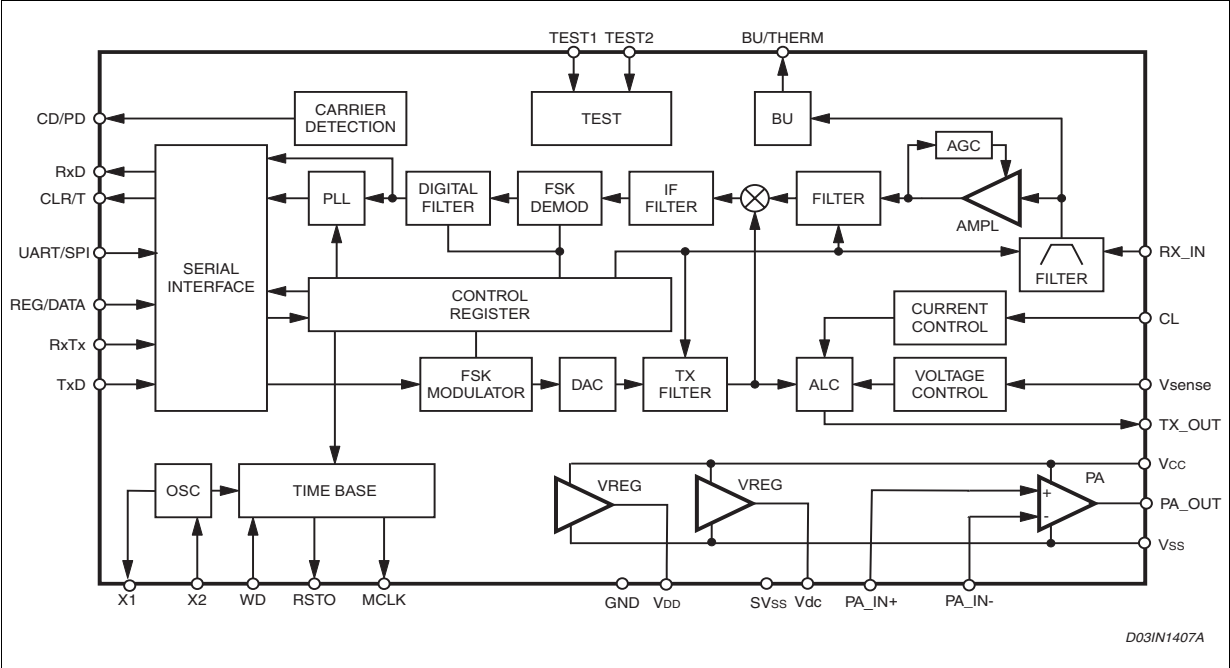 TEST1 TEST2 BU/THERM
CD/PD
CARRIER
DETECTION
TEST
BU
RxD
CLR/T
UART/SPI
REG/DATA
RxTx
TxD
SERIAL
INTERFACE
PLL
DIGITAL
FILTER
FSK
DEMOD
IF
FILTER
FILTER
AGC
AMPL
FILTER
RX_IN
CONTROL
REGISTER
CURRENT
CONTROL
CL
FSK
MODULATOR
DAC
TX
FILTER
ALC
VOLTAGE
CONTROL
Vsense
TX_OUT
OSC
TIME BASE
VREG
VREG
+
-
PA
VCC
PA_OUT
VSS
X1 X2 WD RSTO MCLK GND VDD SVSS Vdc PA_IN+ PA_IN-
D03IN1407A